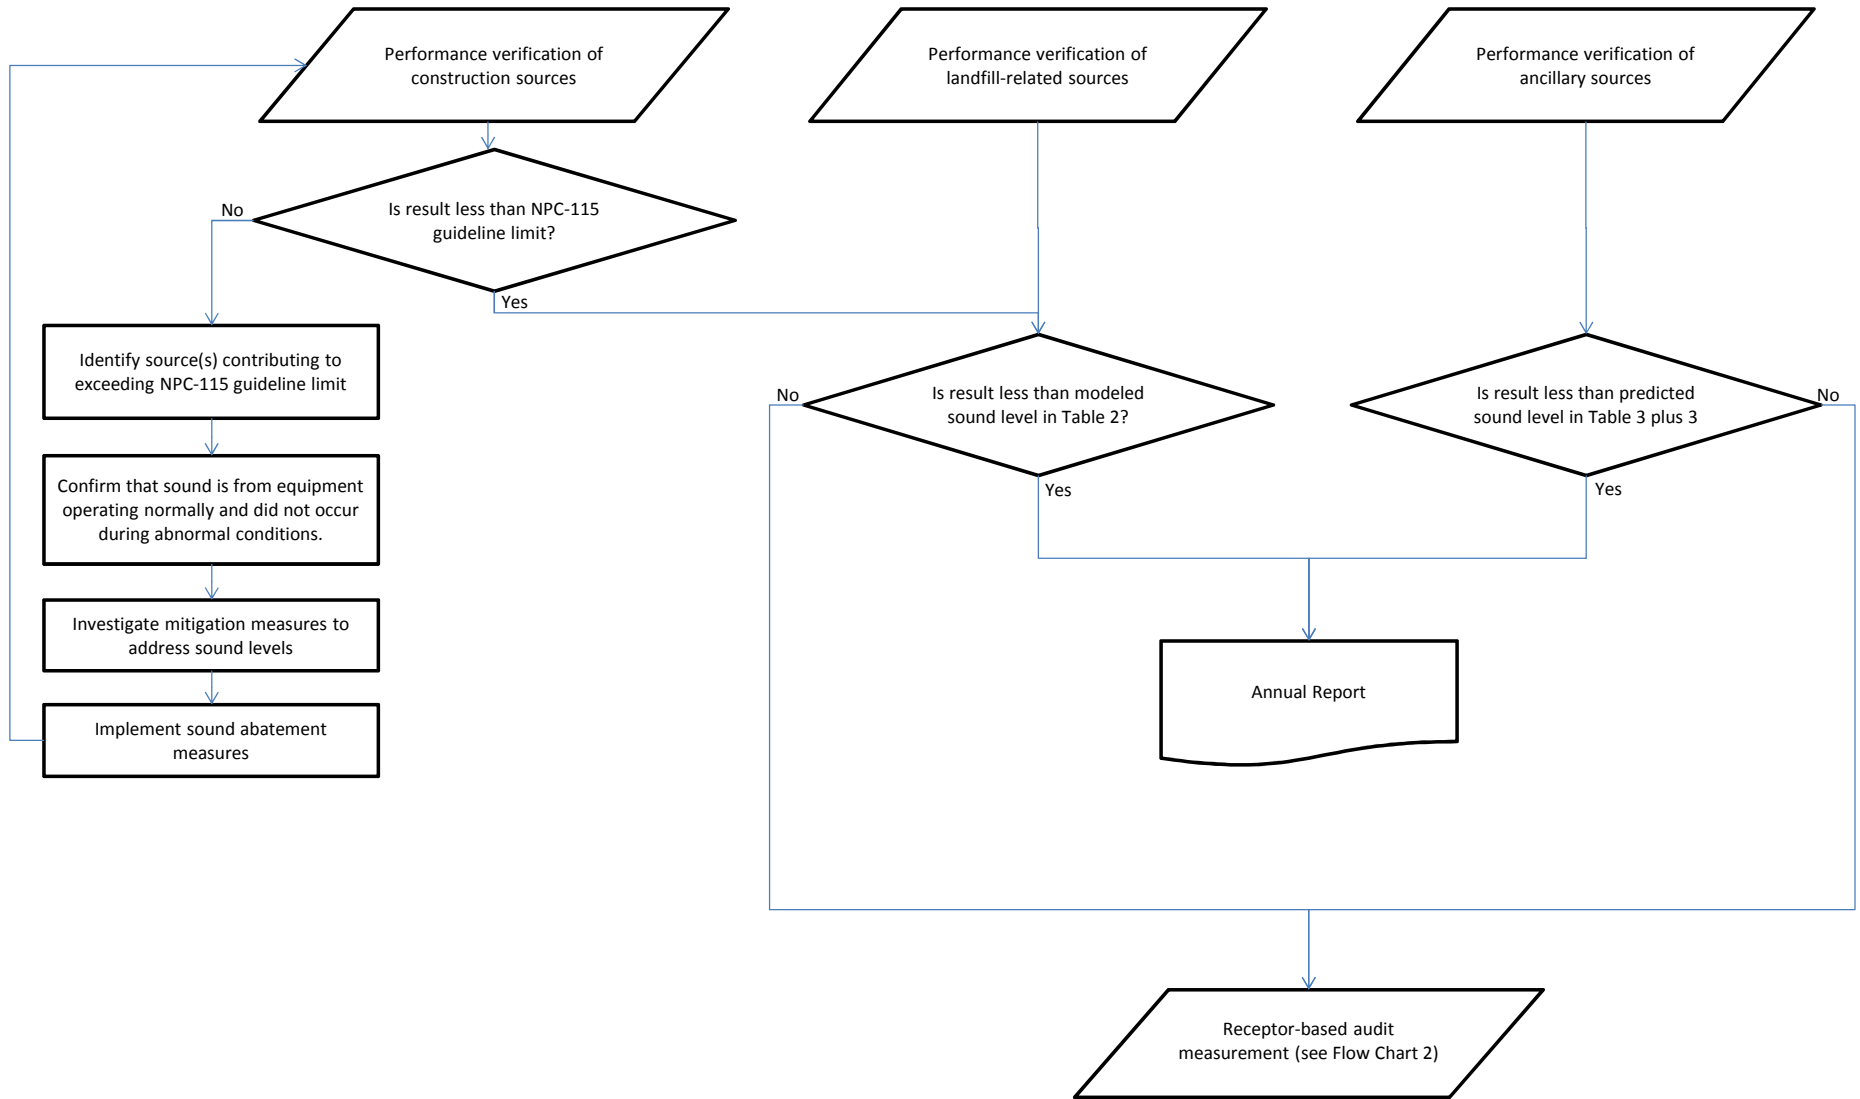 Performance verification of
construction sources
Performance verification of
landfill-related sources
Performance verification of
ancillary sources
Is result less than NPC-115
guideline limit?
No
Yes
Identify source(s) contributing to
exceeding NPC-115 guideline limit
Confirm that sound is from equipment
operating normally and did not occur
during abnormal conditions.
Investigate mitigation measures to
address sound levels
Implement sound abatement
measures
Is result less than modeled
sound level in Table 2?
No
Yes
Is result less than predicted
sound level in Table 3 plus 3
No
Yes
Annual Report
Receptor-based audit
measurement (see Flow Chart 2)